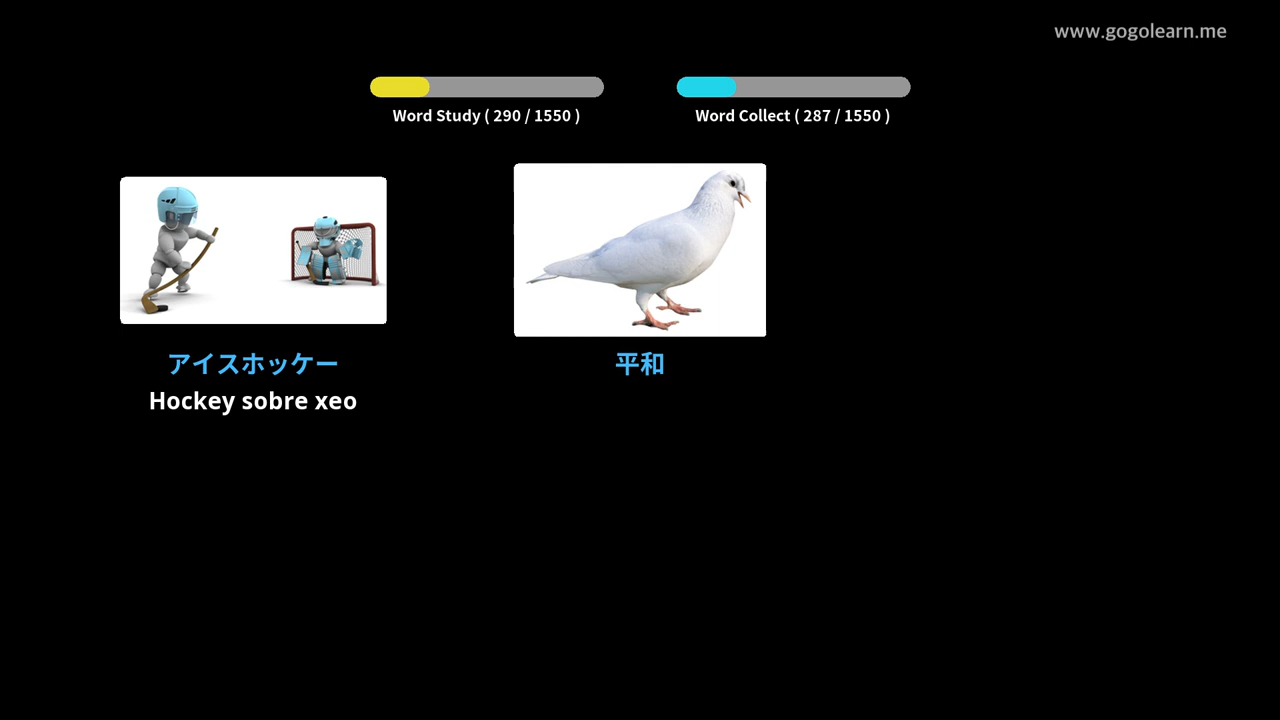 www.gogolearn.me
Word Study ( 290 / 1550 )
Word Collect ( 287 / 1550 )
アイスホッケー
Hockey sobre xeo
平和